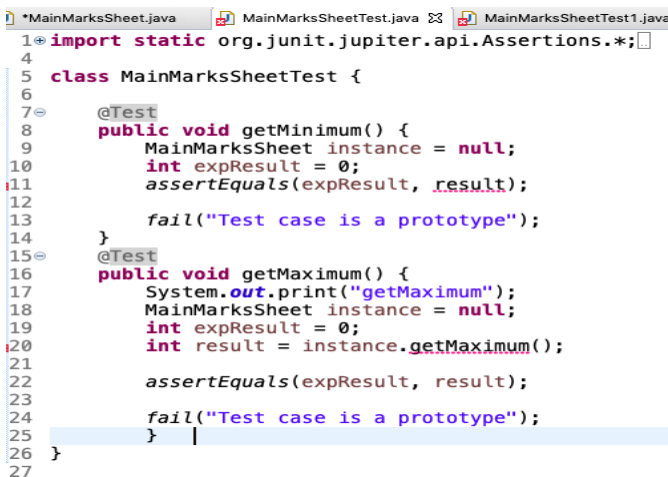 *MainMarksSheet.java MainMarksSheetTest.java MainMarksSheetTest1.java
1 import static org.junit.jupiter.api.Assertions.*;
4
5 class MainMarksSheetTest {
6
7 @Test
8 public void getMinimum() {
9 MainMarksSheet instance = null;
10 int expResult = 0;
11 assertEquals(expResult, result);
12
13 fail("Test case is a prototype");
14 }
15 @Test
16 public void getMaximum() {
17 System.out.print("getMaximum");
18 MainMarksSheet instance = null;
19 int expResult = 0;
20 int result = instance.getMaximum();
21
22 assertEquals(expResult, result);
23
24 fail("Test case is a prototype");
25 }
26 }
27